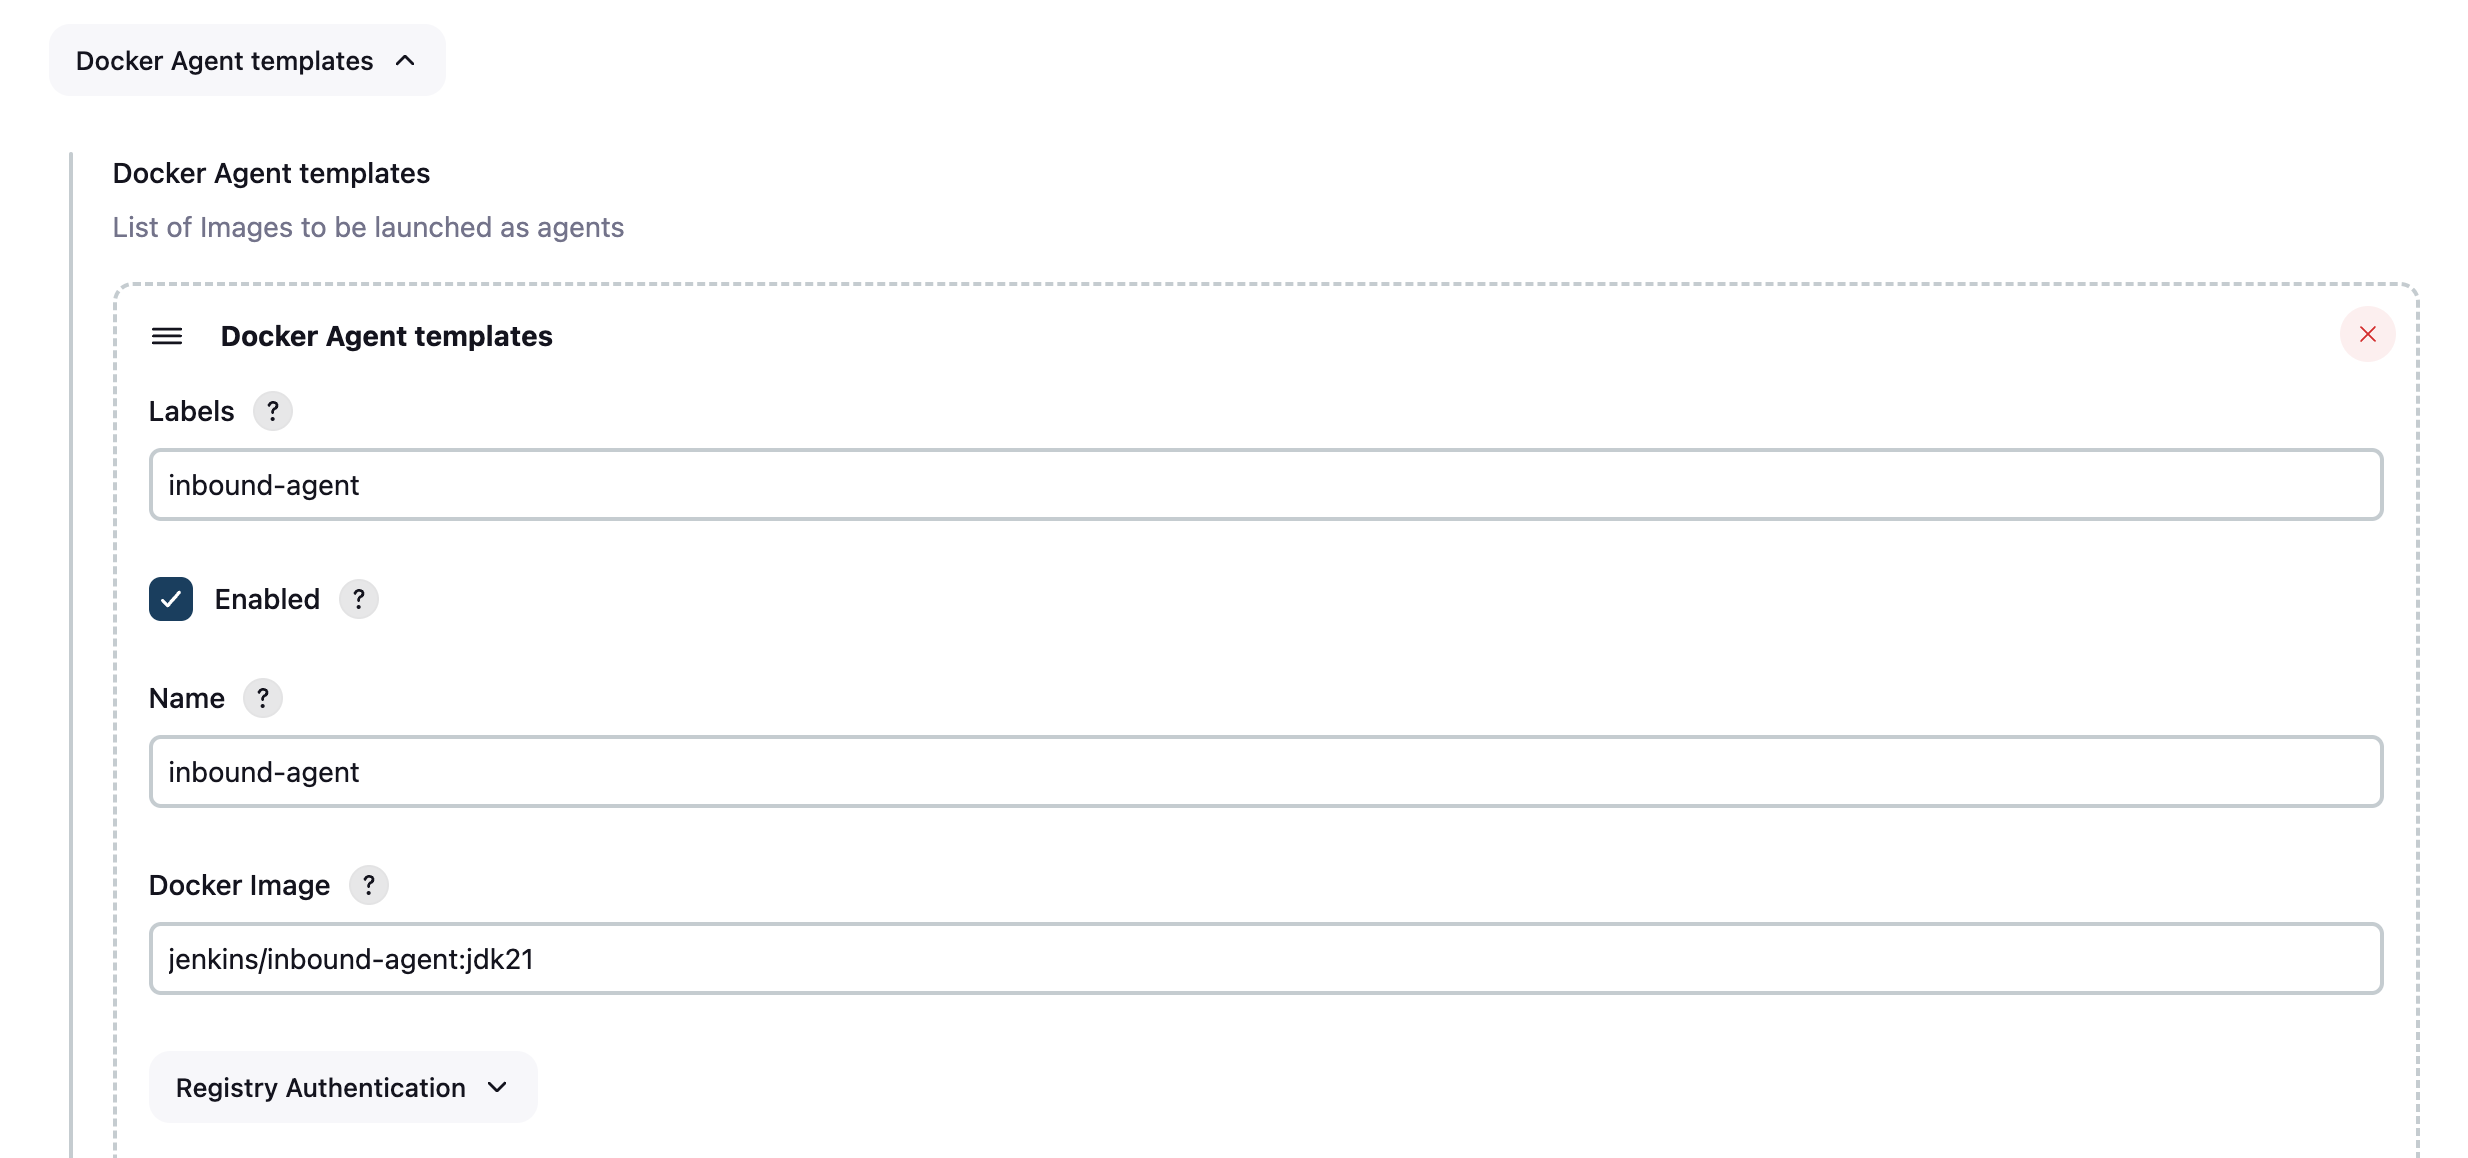 Docker Agent templates
Docker Agent templates
List of Images to be launched as agents
Docker Agent templates
Labels ?
inbound-agent
Enabled ?
Name ?
inbound-agent
Docker Image ?
jenkins/inbound-agent:jdk21
Registry Authentication